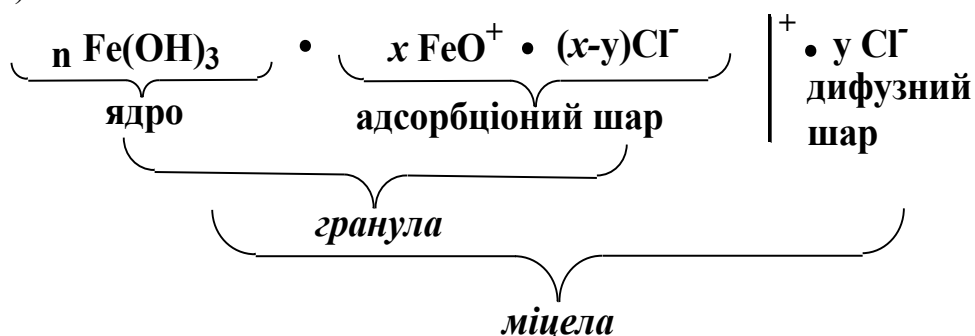 )
n Fe(OH)₃ • x FeO⁺ • (x-y)Cl⁻ |⁺ • y Cl⁻
ядро
адсорбціоний шар
дифузний
шар
гранула
міцела